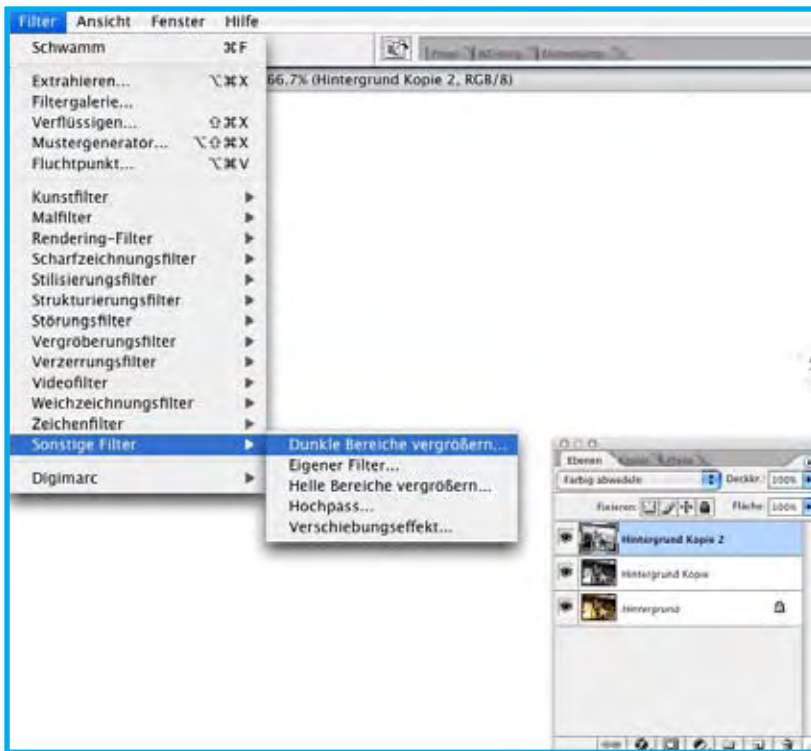 Filter Ansicht Fenster Hilfe
Schwamm ⌘F
66.7% (Hintergrund Kopie 2, RGB/8)
Extrahieren... ⌥⌘X
Filtergalerie...
Verflüssigen... ⇧⌘X
Mustergenerator... ⌥⇧⌘X
Fluchtpunkt... ⌥⌘V
Kunstfilter
Malfilter
Rendering-Filter
Scharfzeichnungsfilter
Stilisierungsfilter
Strukturierungsfilter
Störungsfilter
Vergröberungsfilter
Verzerrungsfilter
Videofilter
Weichzeichnungsfilter
Zeichenfilter
Sonstige Filter
Digimarc
Dunkle Bereiche vergrößern...
Eigener Filter...
Helle Bereiche vergrößern...
Hochpass...
Verschiebungseffekt...
Ebenen
Farbig abwedeln Deckkr.: 100%
Fixieren: Fläche: 100%
Hintergrund Kopie 2
Hintergrund Kopie
Hintergrund